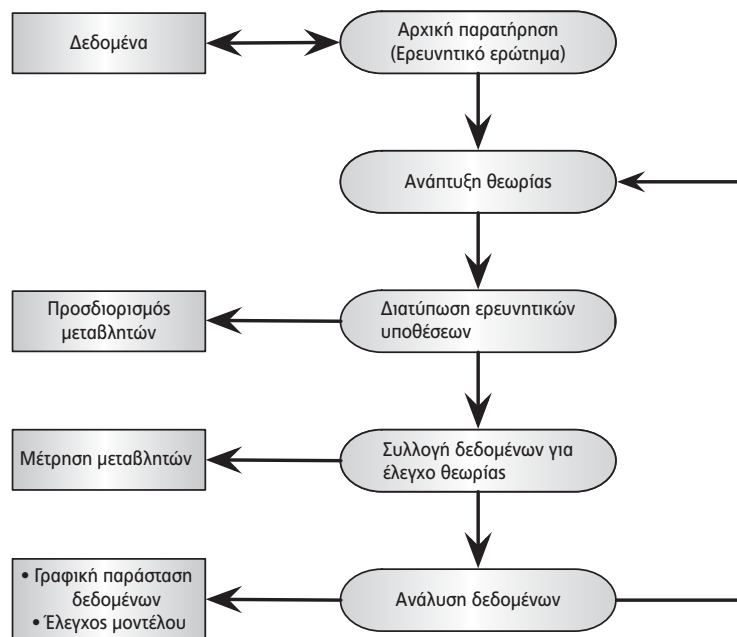 Δεδομένα
Αρχική παρατήρηση
(Ερευνητικό ερώτημα)
Ανάπτυξη θεωρίας
Προσδιορισμός
μεταβλητών
Διατύπωση ερευνητικών
υποθέσεων
Μέτρηση μεταβλητών
Συλλογή δεδομένων για
έλεγχο θεωρίας
• Γραφική παράσταση
δεδομένων
• Έλεγχος μοντέλου
Ανάλυση δεδομένων